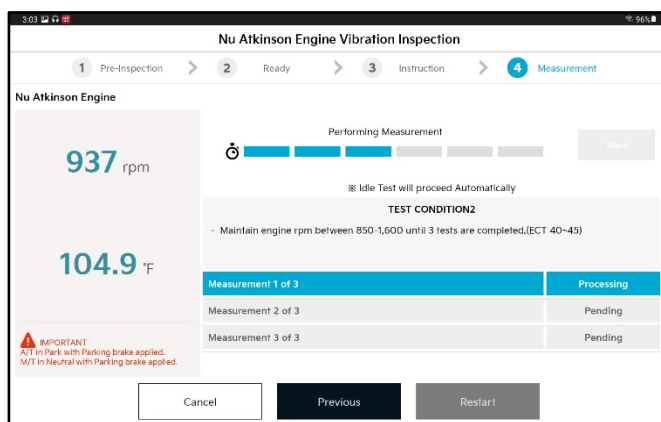 3:03
96%
Nu Atkinson Engine Vibration Inspection
1 Pre-Inspection > 2 Ready > 3 Instruction > 4 Measurement
Nu Atkinson Engine
937 rpm
104.9 °F
IMPORTANT
A/T in Park with Parking brake applied.
M/T in Neutral with Parking brake applied.
Performing Measurement
Start
※ Idle Test will proceed Automatically
TEST CONDITION2
- Maintain engine rpm between 850-1,600 until 3 tests are completed.(ECT 40~45)
Measurement 1 of 3 Processing
Measurement 2 of 3 Pending
Measurement 3 of 3 Pending
Cancel
Previous
Restart